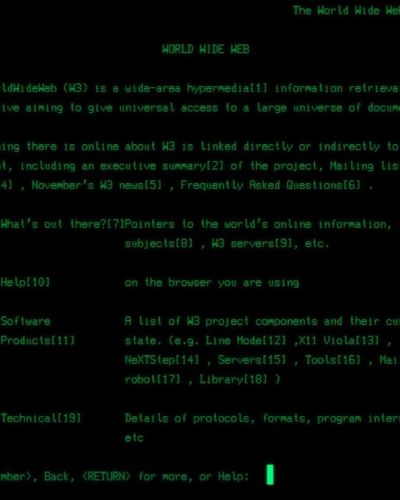 The World Wide Web
WORLD WIDE WEB
ldWideWeb (W3) is a wide-area hypermedia[1] information retrieva
ive aiming to give universal access to a large universe of docum
ing there is online about W3 is linked directly or indirectly to
t, including an executive summary[2] of the project, Mailing lis
4] , November's W3 news[5] , Frequently Asked Questions[6] .
What's out there?[7]Pointers to the world's online information,
subjects[8] , W3 servers[9], etc.
Help[10] on the browser you are using
Software A list of W3 project components and their cu
Products[11] state. (e.g. Line Mode[12] ,X11 Viola[13] ,
NeXTStep[14] , Servers[15] , Tools[16] , Mai
robot[17] , Library[18] )
Technical[19] Details of protocols, formats, program inter
etc
mber>, Back, <RETURN> for more, or Help: